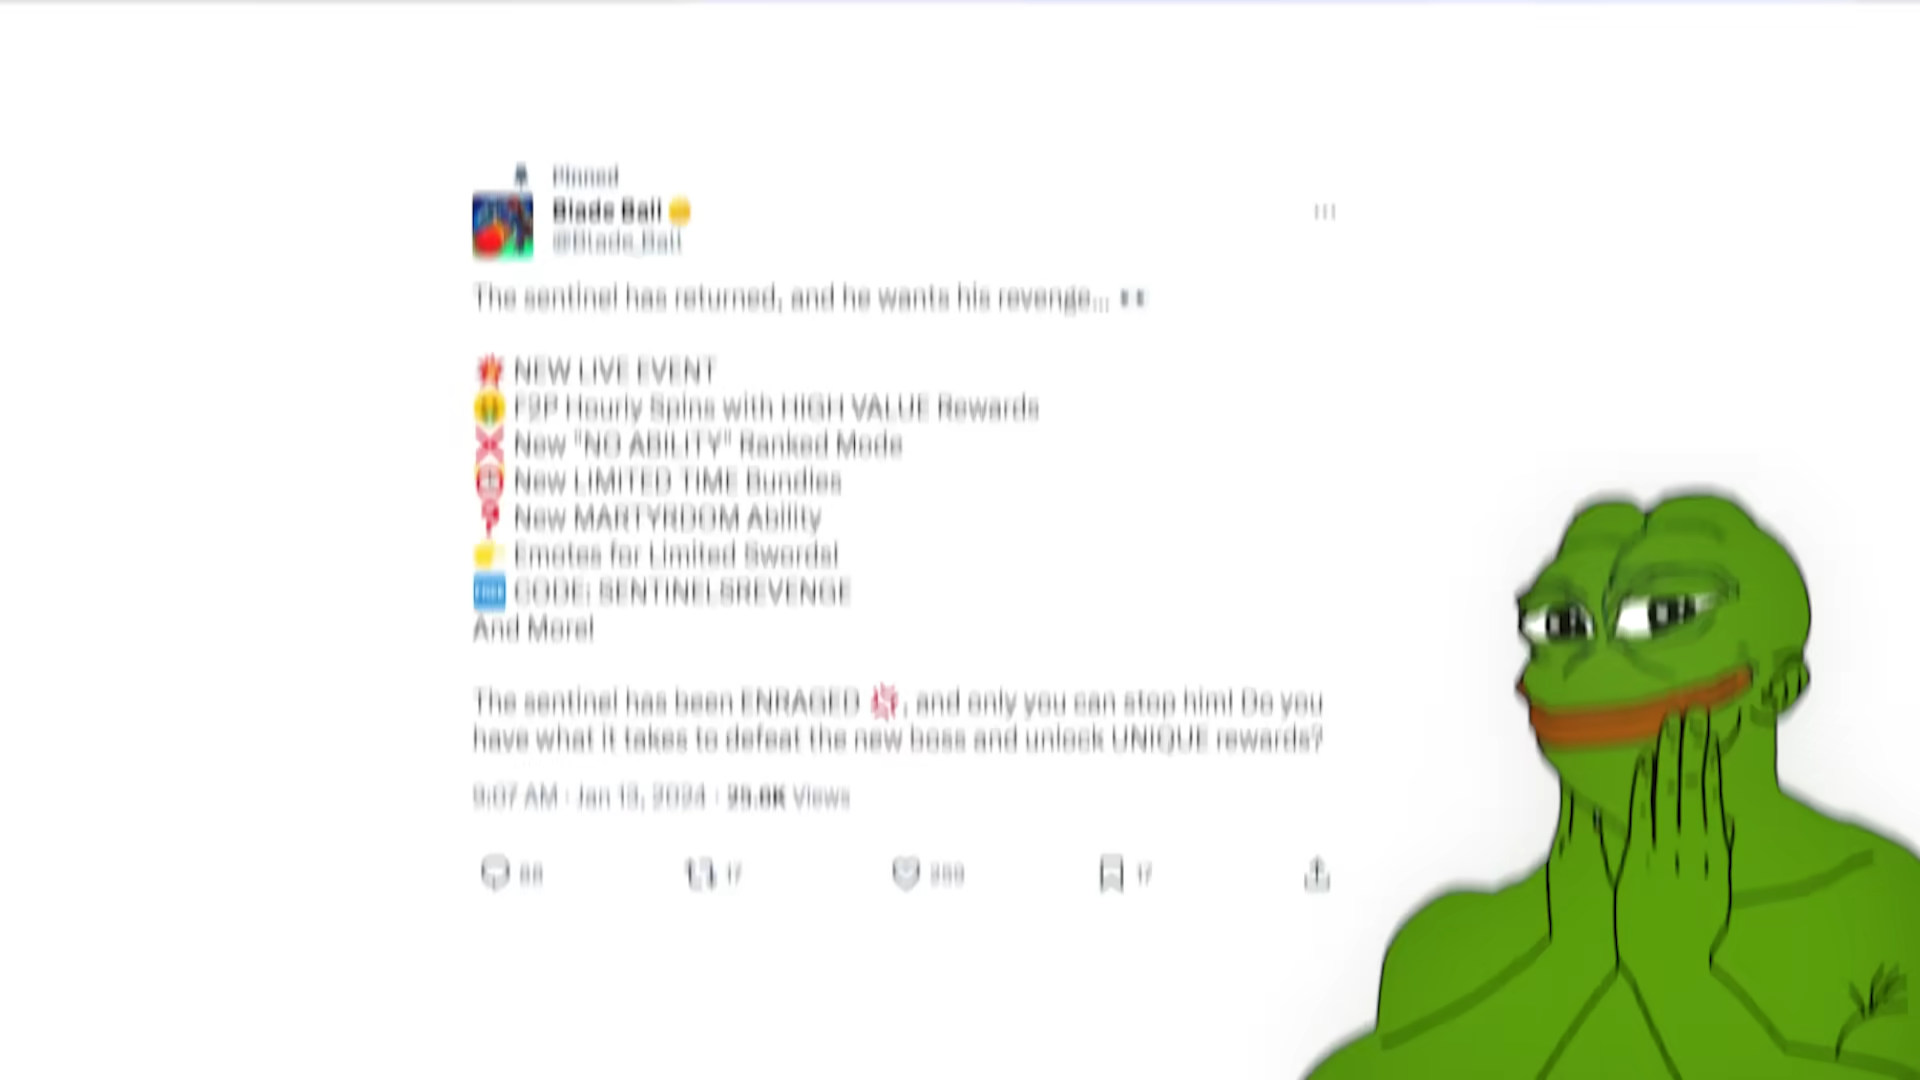 Pinned
Blade Ball
@Blade_Ball
The sentinel has returned, and he wants his revenge...
NEW LIVE EVENT
F2P Hourly Spins with HIGH VALUE Rewards
New "NO ABILITY" Ranked Mode
New LIMITED TIME Bundles
New MARTYRDOM Ability
Emotes for Limited Swords!
FREE CODE: SENTINELSREVENGE
And More!
The sentinel has been ENRAGED, and only you can stop him! Do you
have what it takes to defeat the new boss and unlock UNIQUE rewards?
9:07 AM · Jan 13, 2024 · Views
17
17